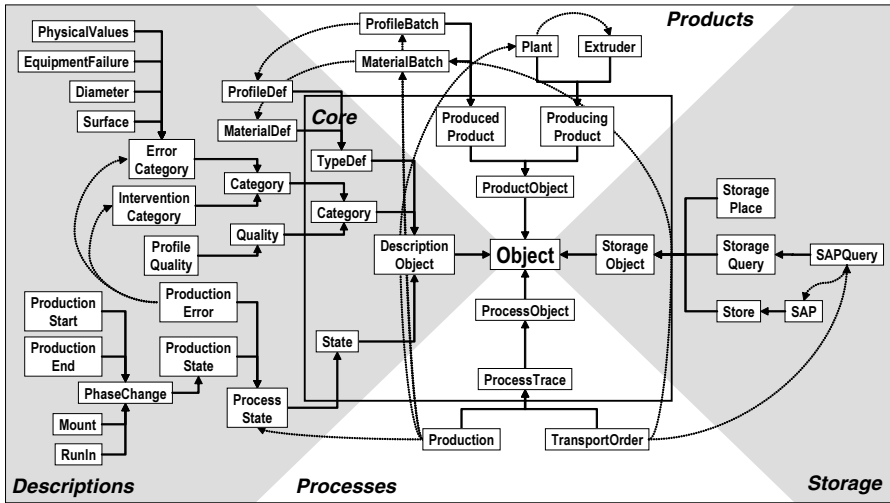 Products
PhysicalValues
EquipmentFailure
Diameter
Surface
Error
Category
Intervention
Category
Profile
Quality
Quality
Category
Category
ProfileBatch
MaterialBatch
ProfileDef
MaterialDef
TypeDef
Core
Plant
Extruder
Produced
Product
Producing
Product
ProductObject
Description
Object
Object
Storage
Object
Storage
Place
Storage
Query
SAPQuery
Store
SAP
Production
Start
Production
End
Production
Error
Production
State
PhaseChange
Mount
RunIn
Process
State
State
ProcessObject
ProcessTrace
Production
TransportOrder
Descriptions
Processes
Storage